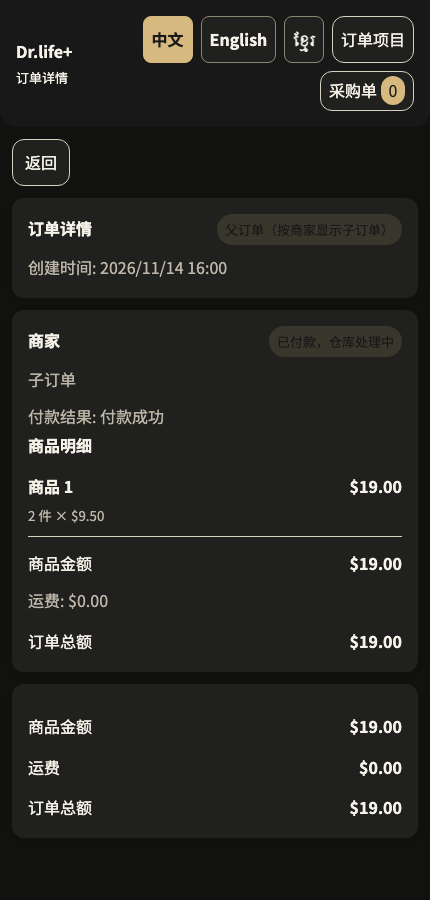 Dr.life+
订单详情
中文
English
ខ្មែរ
订单项目
采购单 0
返回
订单详情
父订单（按商家显示子订单）
创建时间: 2026/11/14 16:00
商家
已付款，仓库处理中
子订单
付款结果: 付款成功
商品明细
商品 1 $19.00
2 件 × $9.50
商品金额 $19.00
运费: $0.00
订单总额 $19.00
商品金额 $19.00
运费 $0.00
订单总额 $19.00